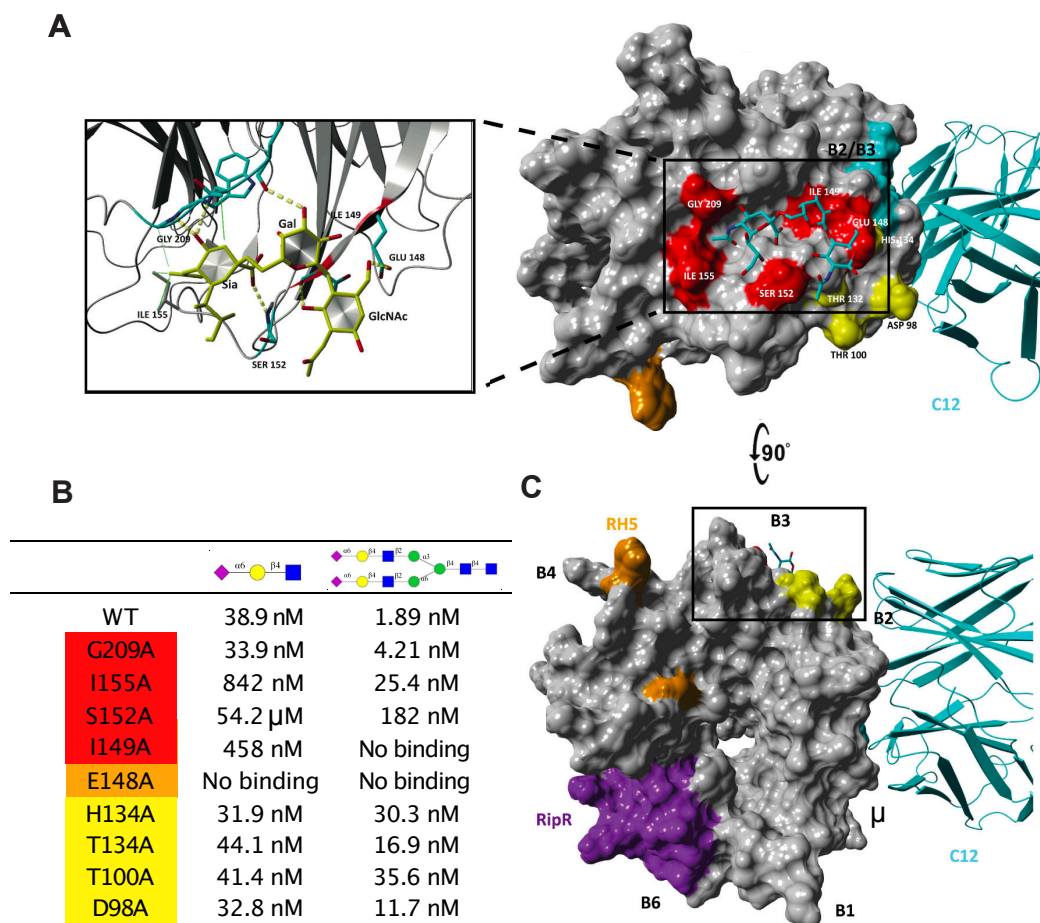 A
B2/B3
ILE 149
GLY 209
GLU 148
HIS 134
ILE 155
SER 152
THR 132
ASP 98
THR 100
C12
ILE 149
Gal
GLY 209
GLU 148
Sia
ILE 155
GlcNAc
SER 152
90°
B
α6 β4
α6 β4 β2 α3
β4 β4
α6 β4 β2 α6
WT 38.9 nM 1.89 nM
G209A 33.9 nM 4.21 nM
I155A 842 nM 25.4 nM
S152A 54.2 μM 182 nM
I149A 458 nM No binding
E148A No binding No binding
H134A 31.9 nM 30.3 nM
T134A 44.1 nM 16.9 nM
T100A 41.4 nM 35.6 nM
D98A 32.8 nM 11.7 nM
C
RH5
B3
B4
B2
RipR
μ
C12
B6
B1